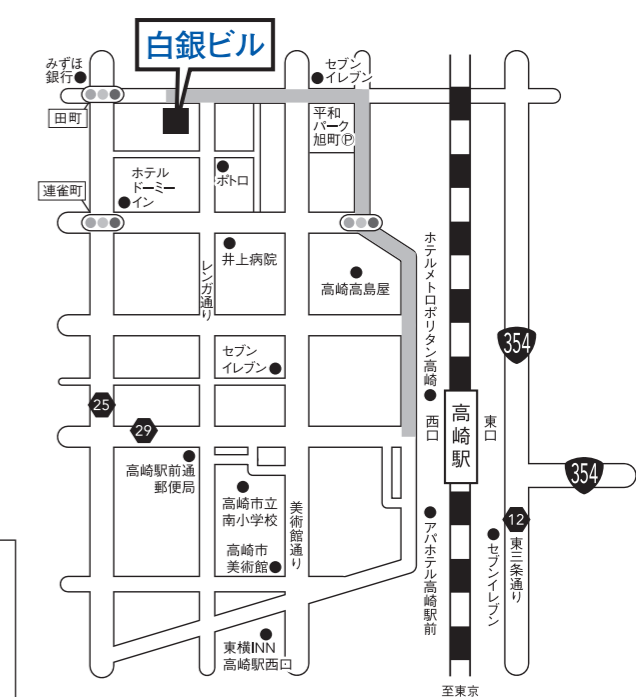 白銀ビル
みずほ
銀行
セブン
イレブン
田町
平和
パーク
旭町Ⓟ
ホテル
ドーミー
イン
ポトロ
連雀町
井上病院
レンガ通り
高崎高島屋
ホテルメトロポリタン高崎
354
セブン
イレブン
25
29
西口
高崎駅
東口
354
高崎駅前通
郵便局
高崎市立
南小学校
美術館通り
高崎市
美術館
アパホテル高崎駅前
12
東三条通り
セブンイレブン
東横INN
高崎駅西口
至東京